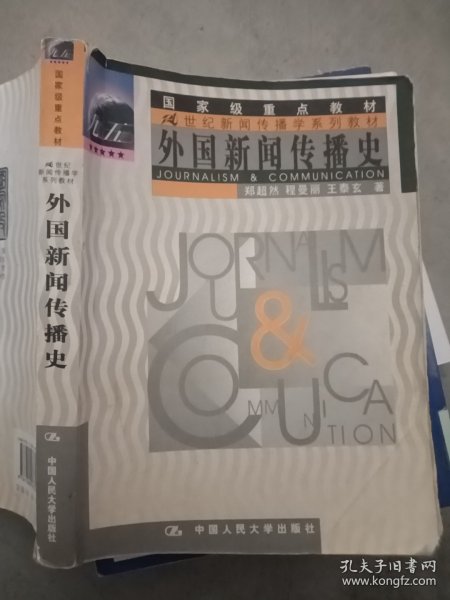 国家级重点教材
21世纪新闻传播学系列教材
外国新闻传播史
JOURNALISM & COMMUNICATION
郑超然 程曼丽 王泰玄 著
JOURNALISM
&
COMMUNICATION
中国人民大学出版社
九五
国家级重点教材
21世纪
新闻传播学
系列教材
外国新闻传播史
中国人民大学出版社
孔夫子旧书网
www.kongfz.com